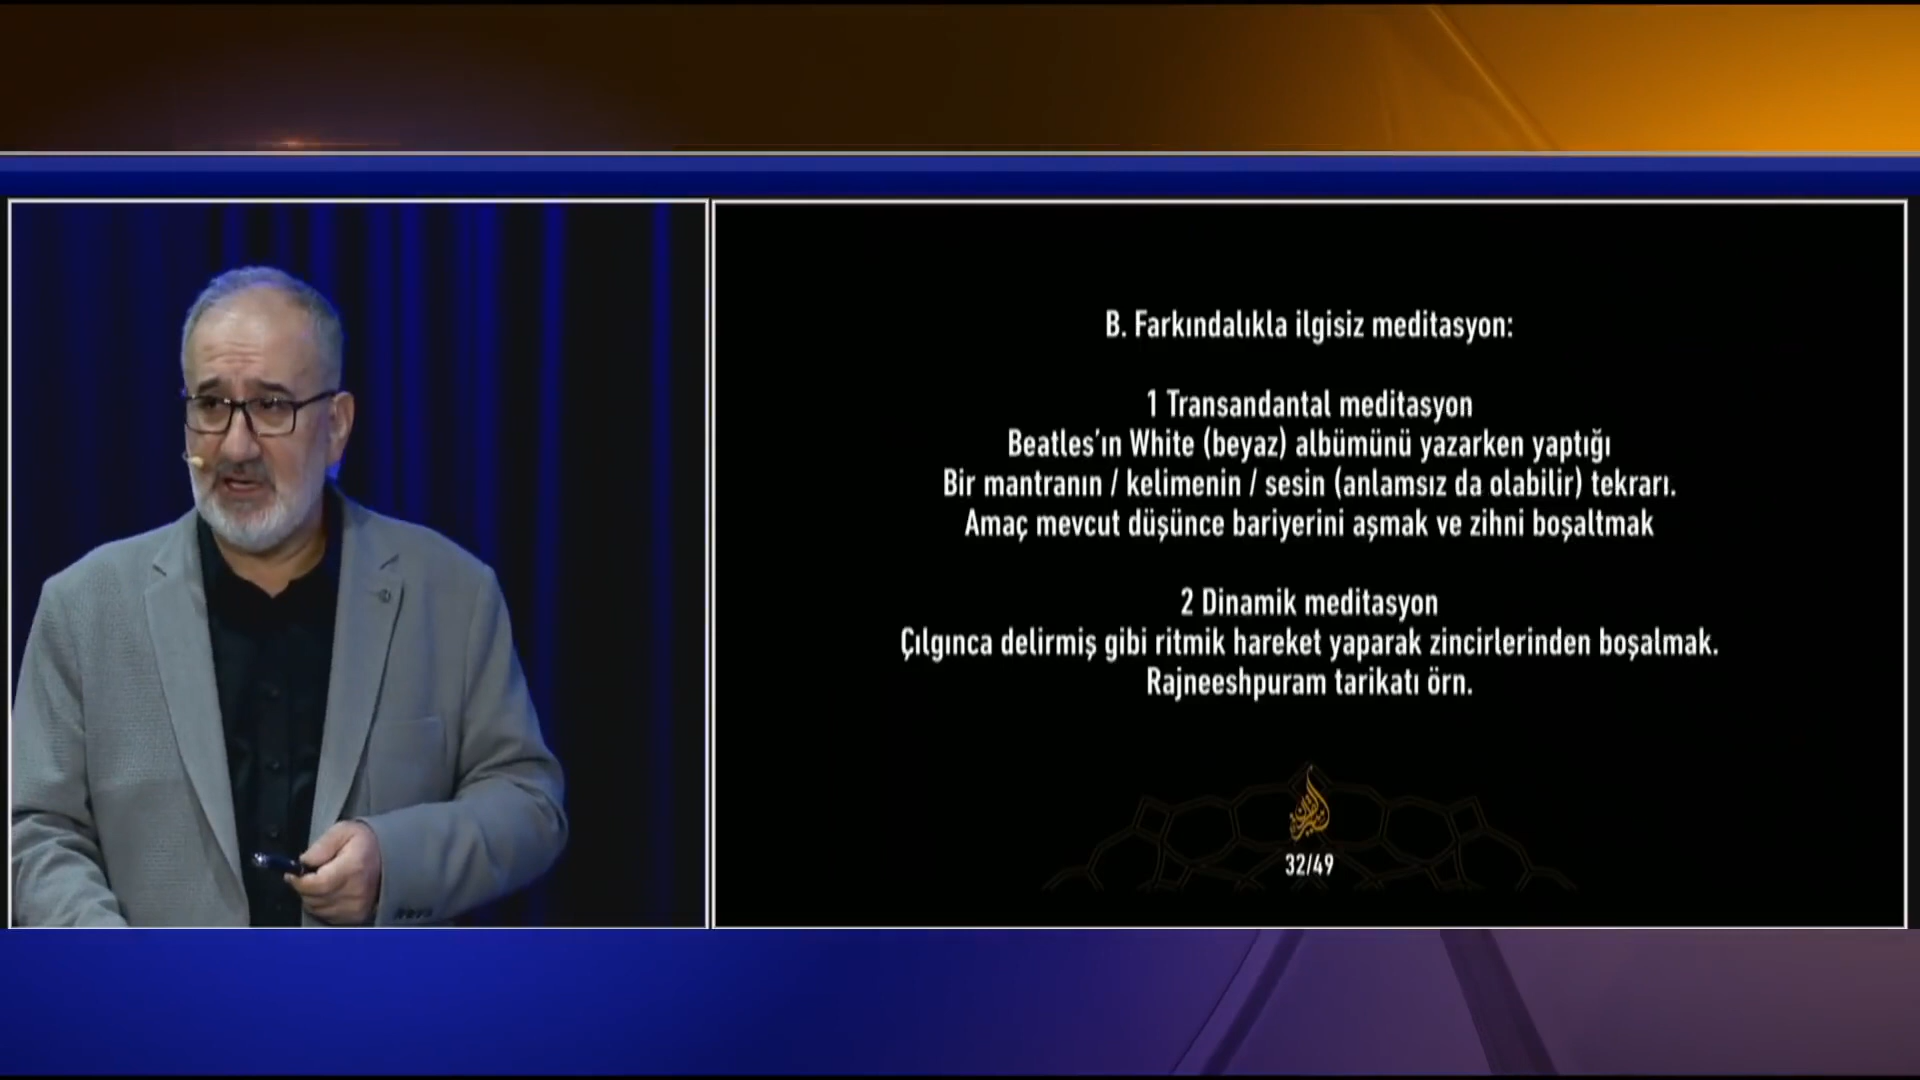 B. Farkındalıkla ilgisiz meditasyon:
1 Transandantal meditasyon
Beatles’ın White (beyaz) albümünü yazarken yaptığı
Bir mantranın / kelimenin / sesin (anlamsız da olabilir) tekrarı.
Amaç mevcut düşünce bariyerini aşmak ve zihni boşaltmak
2 Dinamik meditasyon
Çılgınca delirmiş gibi ritmik hareket yaparak zincirlerinden boşalmak.
Rajneeshpuram tarikatı örn.
32/49